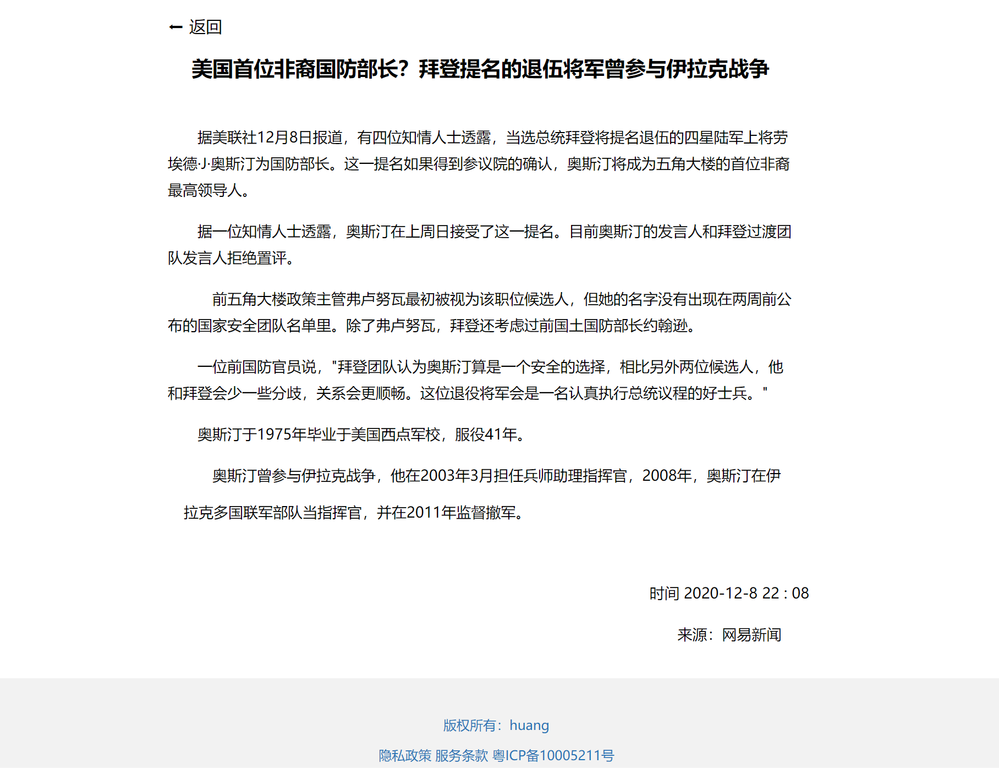 返回
美国首位非裔国防部长？拜登提名的退伍将军曾参与伊拉克战争
据美联社12月8日报道，有四位知情人士透露，当选总统拜登将提名退伍的四星陆军上将劳
埃德·J·奥斯汀为国防部长。这一提名如果得到参议院的确认，奥斯汀将成为五角大楼的首位非裔
最高领导人。
据一位知情人士透露，奥斯汀在上周日接受了这一提名。目前奥斯汀的发言人和拜登过渡团
队发言人拒绝置评。
前五角大楼政策主管弗卢努瓦最初被视为该职位候选人，但她的名字没有出现在两周前公
布的国家安全团队名单里。除了弗卢努瓦，拜登还考虑过前国土国防部长约翰逊。
一位前国防官员说，"拜登团队认为奥斯汀算是一个安全的选择，相比另外两位候选人，他
和拜登会少一些分歧，关系会更顺畅。这位退役将军会是一名认真执行总统议程的好士兵。"
奥斯汀于1975年毕业于美国西点军校，服役41年。
奥斯汀曾参与伊拉克战争，他在2003年3月担任兵师助理指挥官，2008年，奥斯汀在伊
拉克多国联军部队当指挥官，并在2011年监督撤军。
时间 2020-12-8 22 : 08
来源：网易新闻
版权所有：huang
隐私政策 服务条款 粤ICP备10005211号